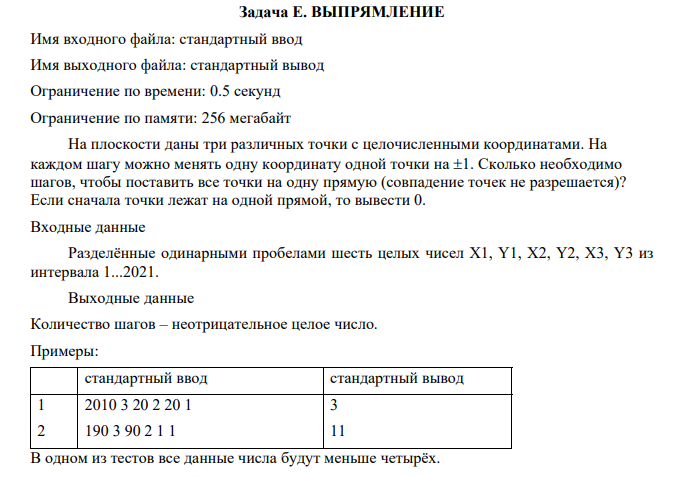 Задача E. ВЫПРЯМЛЕНИЕ
Имя входного файла: стандартный ввод
Имя выходного файла: стандартный вывод
Ограничение по времени: 0.5 секунд
Ограничение по памяти: 256 мегабайт
На плоскости даны три различных точки с целочисленными координатами. На
каждом шагу можно менять одну координату одной точки на ±1. Сколько необходимо
шагов, чтобы поставить все точки на одну прямую (совпадение точек не разрешается)?
Если сначала точки лежат на одной прямой, то вывести 0.
Входные данные
Разделённые одинарными пробелами шесть целых чисел X1, Y1, X2, Y2, X3, Y3 из
интервала 1...2021.
Выходные данные
Количество шагов – неотрицательное целое число.
Примеры:
стандартный ввод стандартный вывод
1 2010 3 20 2 20 1 3
2 190 3 90 2 1 1 11
В одном из тестов все данные числа будут меньше четырёх.